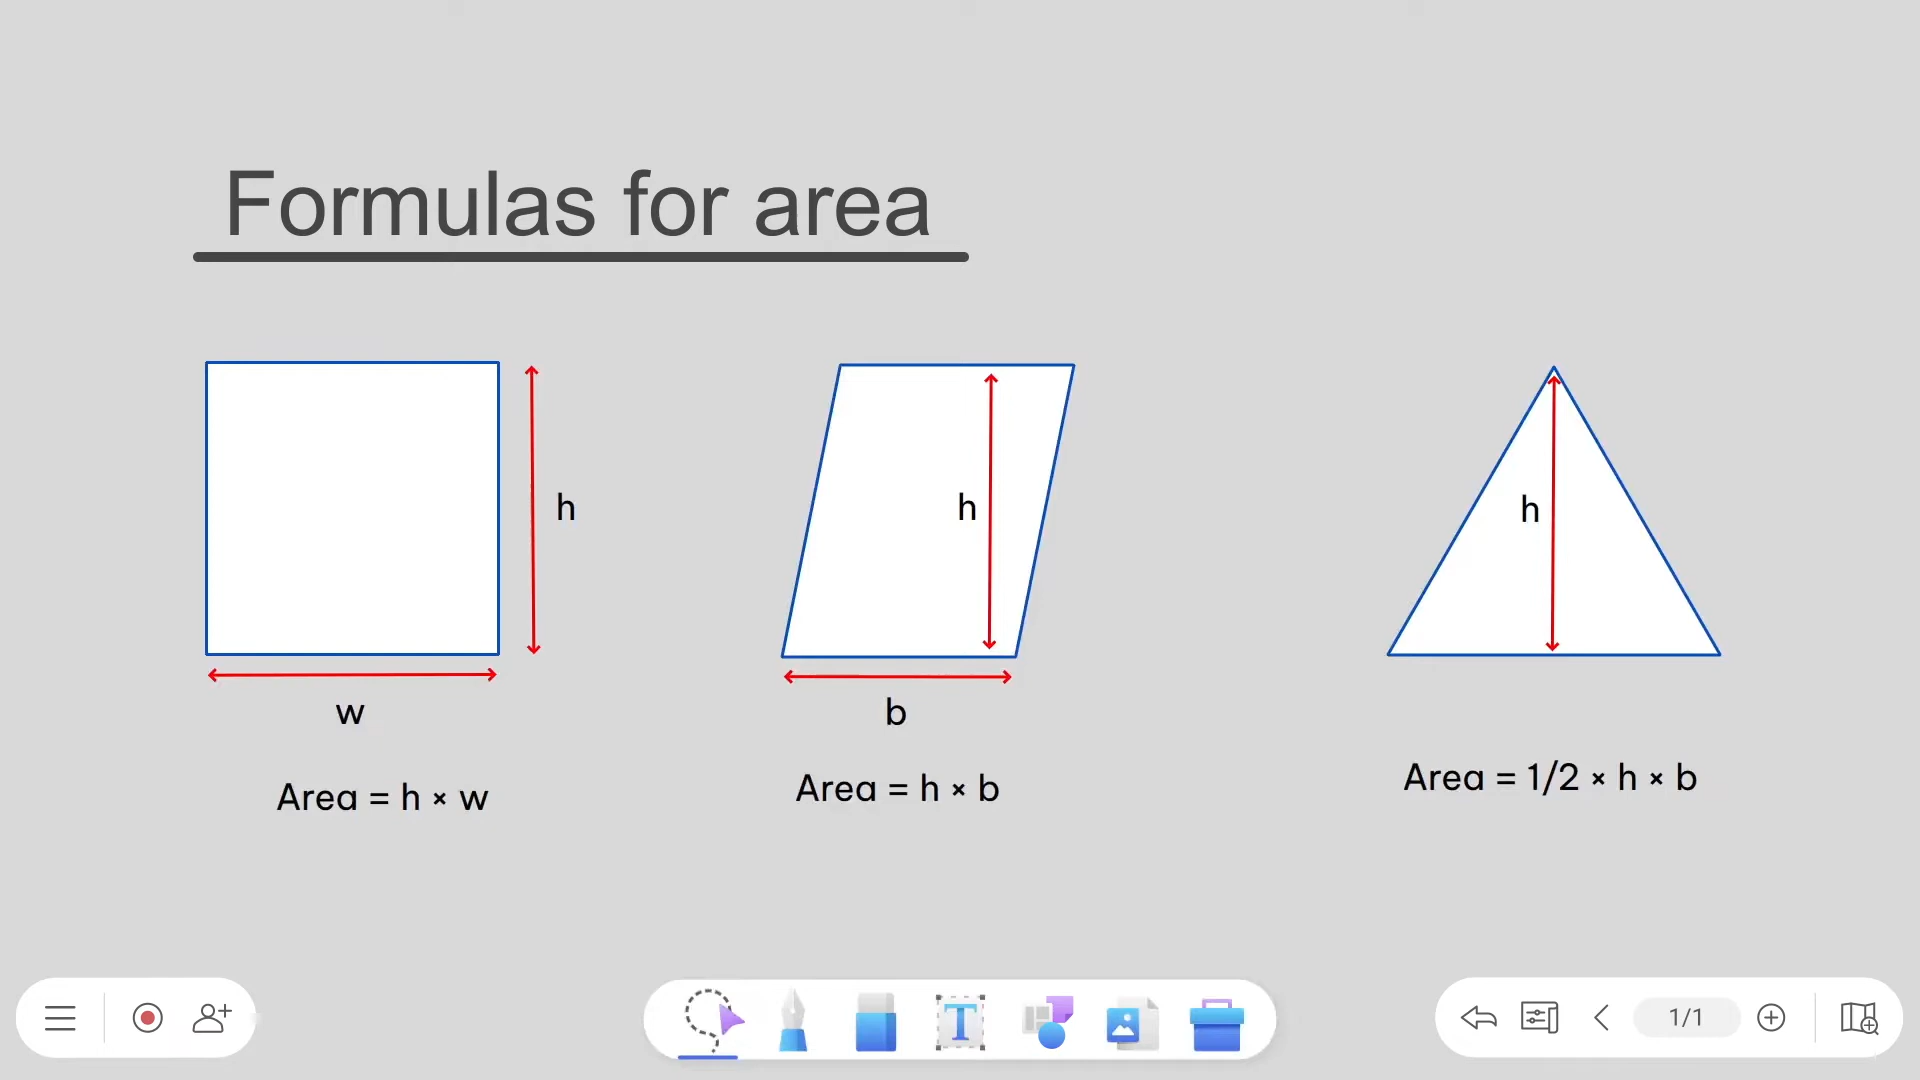 Formulas for area
h
w
Area = h × w
h
b
Area = h × b
h
Area = 1/2 × h × b
T
1/1